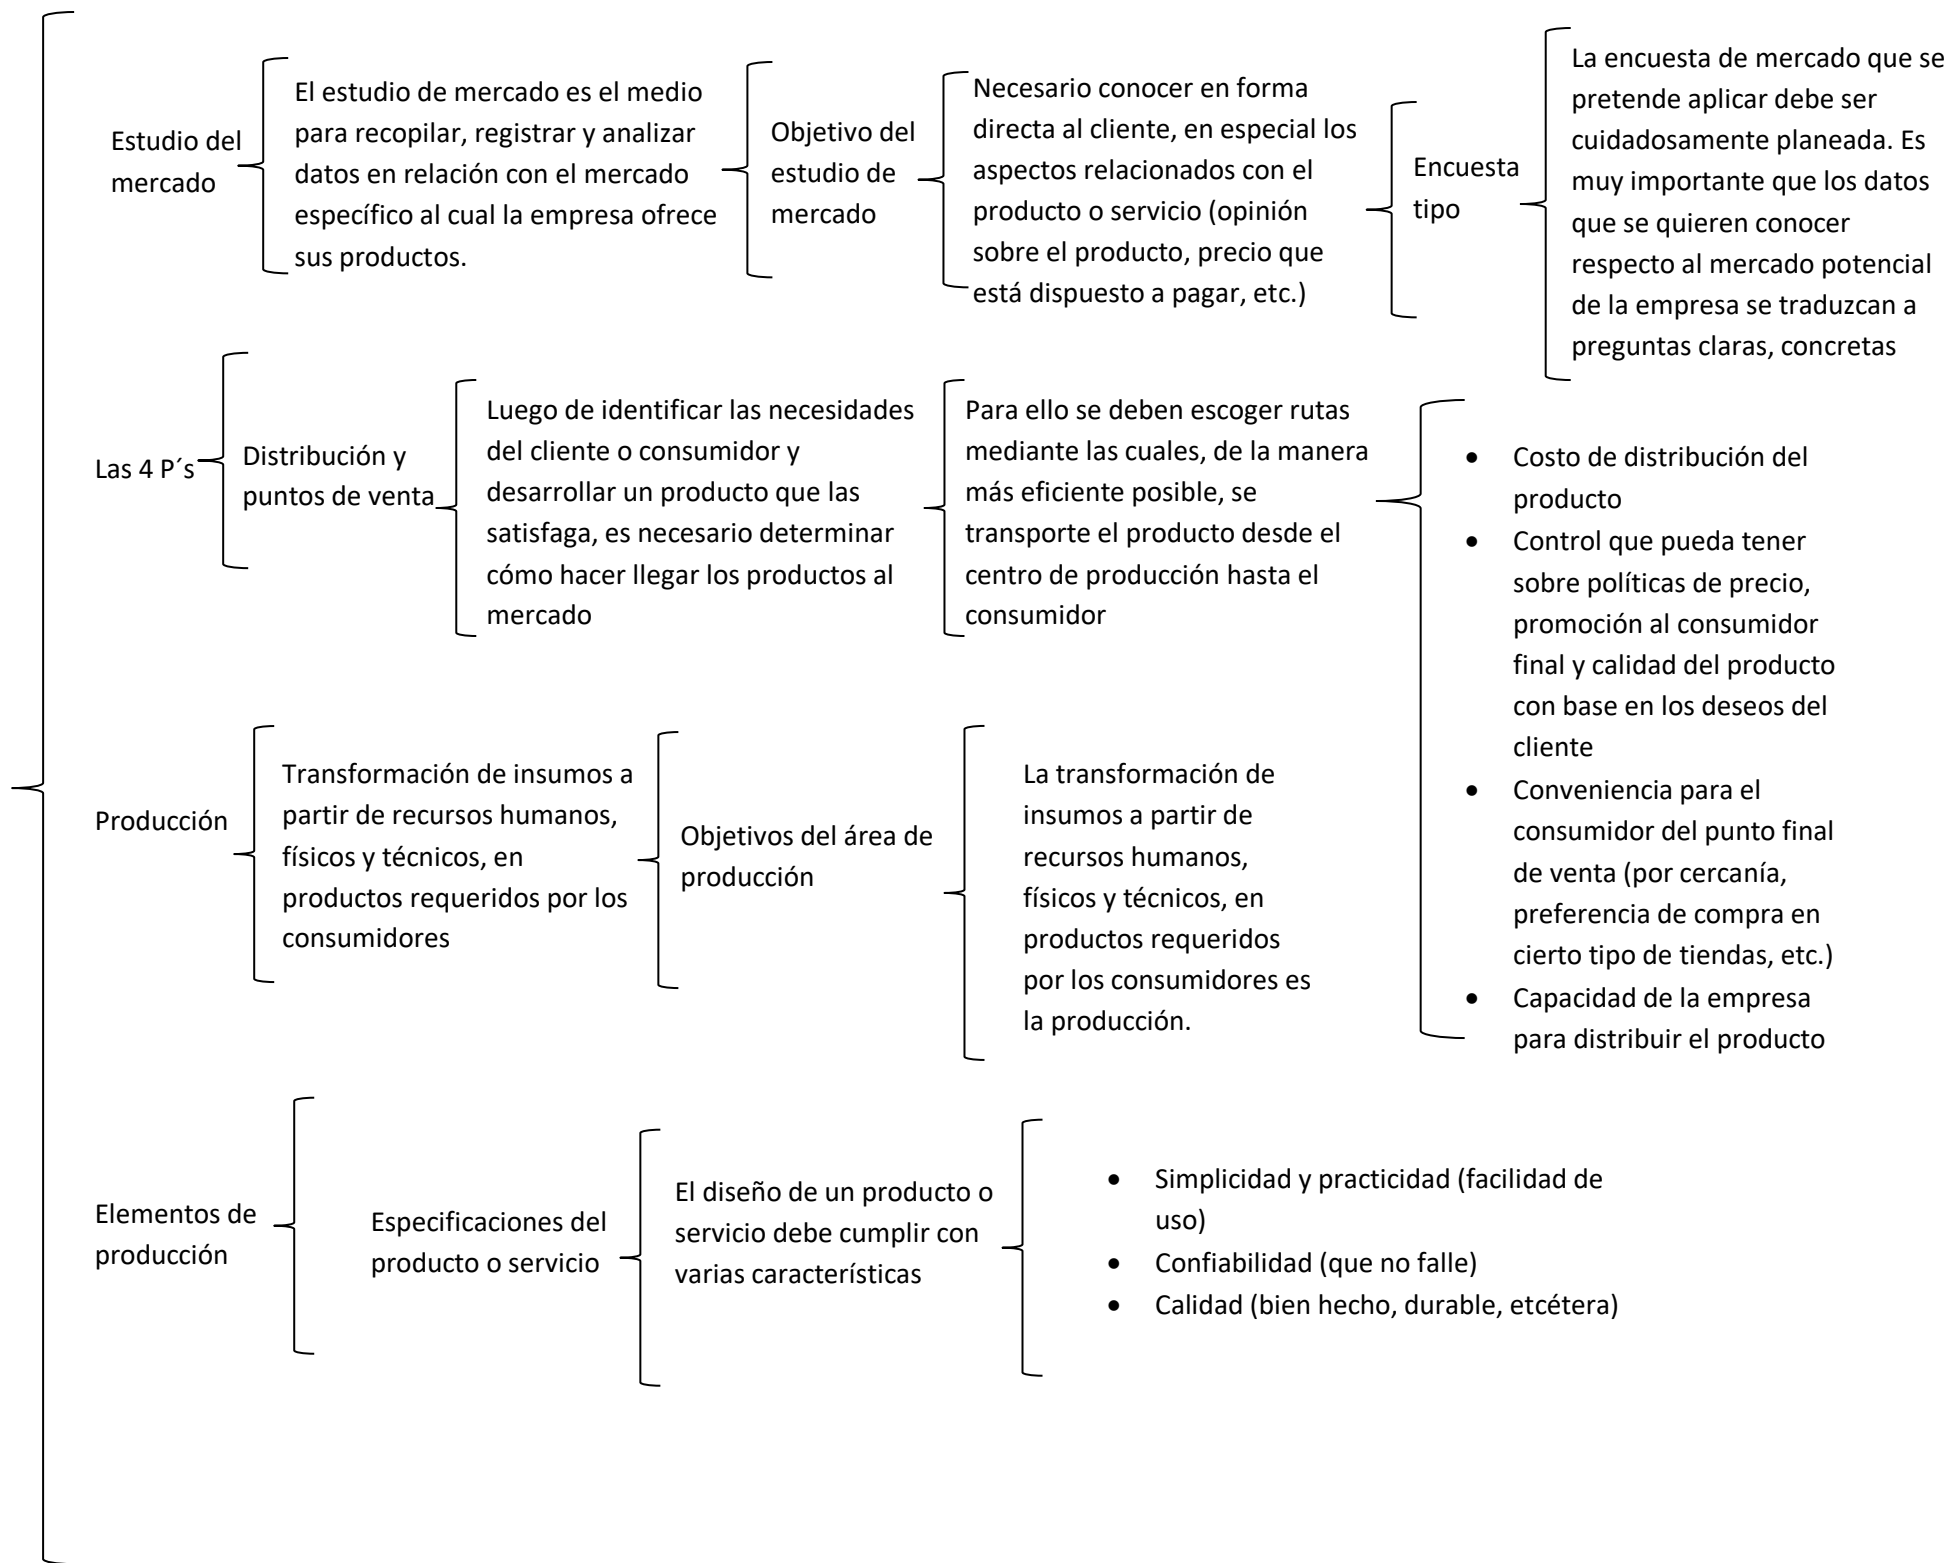 Estudio del
mercado
El estudio de mercado es el medio
para recopilar, registrar y analizar
datos en relación con el mercado
específico al cual la empresa ofrece
sus productos.
Objetivo del
estudio de
mercado
Necesario conocer en forma
directa al cliente, en especial los
aspectos relacionados con el
producto o servicio (opinión
sobre el producto, precio que
está dispuesto a pagar, etc.)
Encuesta
tipo
La encuesta de mercado que se
pretende aplicar debe ser
cuidadosamente planeada. Es
muy importante que los datos
que se quieren conocer
respecto al mercado potencial
de la empresa se traduzcan a
preguntas claras, concretas
Las 4 P´s
Distribución y
puntos de venta
Luego de identificar las necesidades
del cliente o consumidor y
desarrollar un producto que las
satisfaga, es necesario determinar
cómo hacer llegar los productos al
mercado
Para ello se deben escoger rutas
mediante las cuales, de la manera
más eficiente posible, se
transporte el producto desde el
centro de producción hasta el
consumidor
• Costo de distribución del
producto
• Control que pueda tener
sobre políticas de precio,
promoción al consumidor
final y calidad del producto
con base en los deseos del
cliente
• Conveniencia para el
consumidor del punto final
de venta (por cercanía,
preferencia de compra en
cierto tipo de tiendas, etc.)
• Capacidad de la empresa
para distribuir el producto
Producción
Transformación de insumos a
partir de recursos humanos,
físicos y técnicos, en
productos requeridos por los
consumidores
Objetivos del área de
producción
La transformación de
insumos a partir de
recursos humanos,
físicos y técnicos, en
productos requeridos
por los consumidores es
la producción.
Elementos de
producción
Especificaciones del
producto o servicio
El diseño de un producto o
servicio debe cumplir con
varias características
• Simplicidad y practicidad (facilidad de
uso)
• Confiabilidad (que no falle)
• Calidad (bien hecho, durable, etcétera)